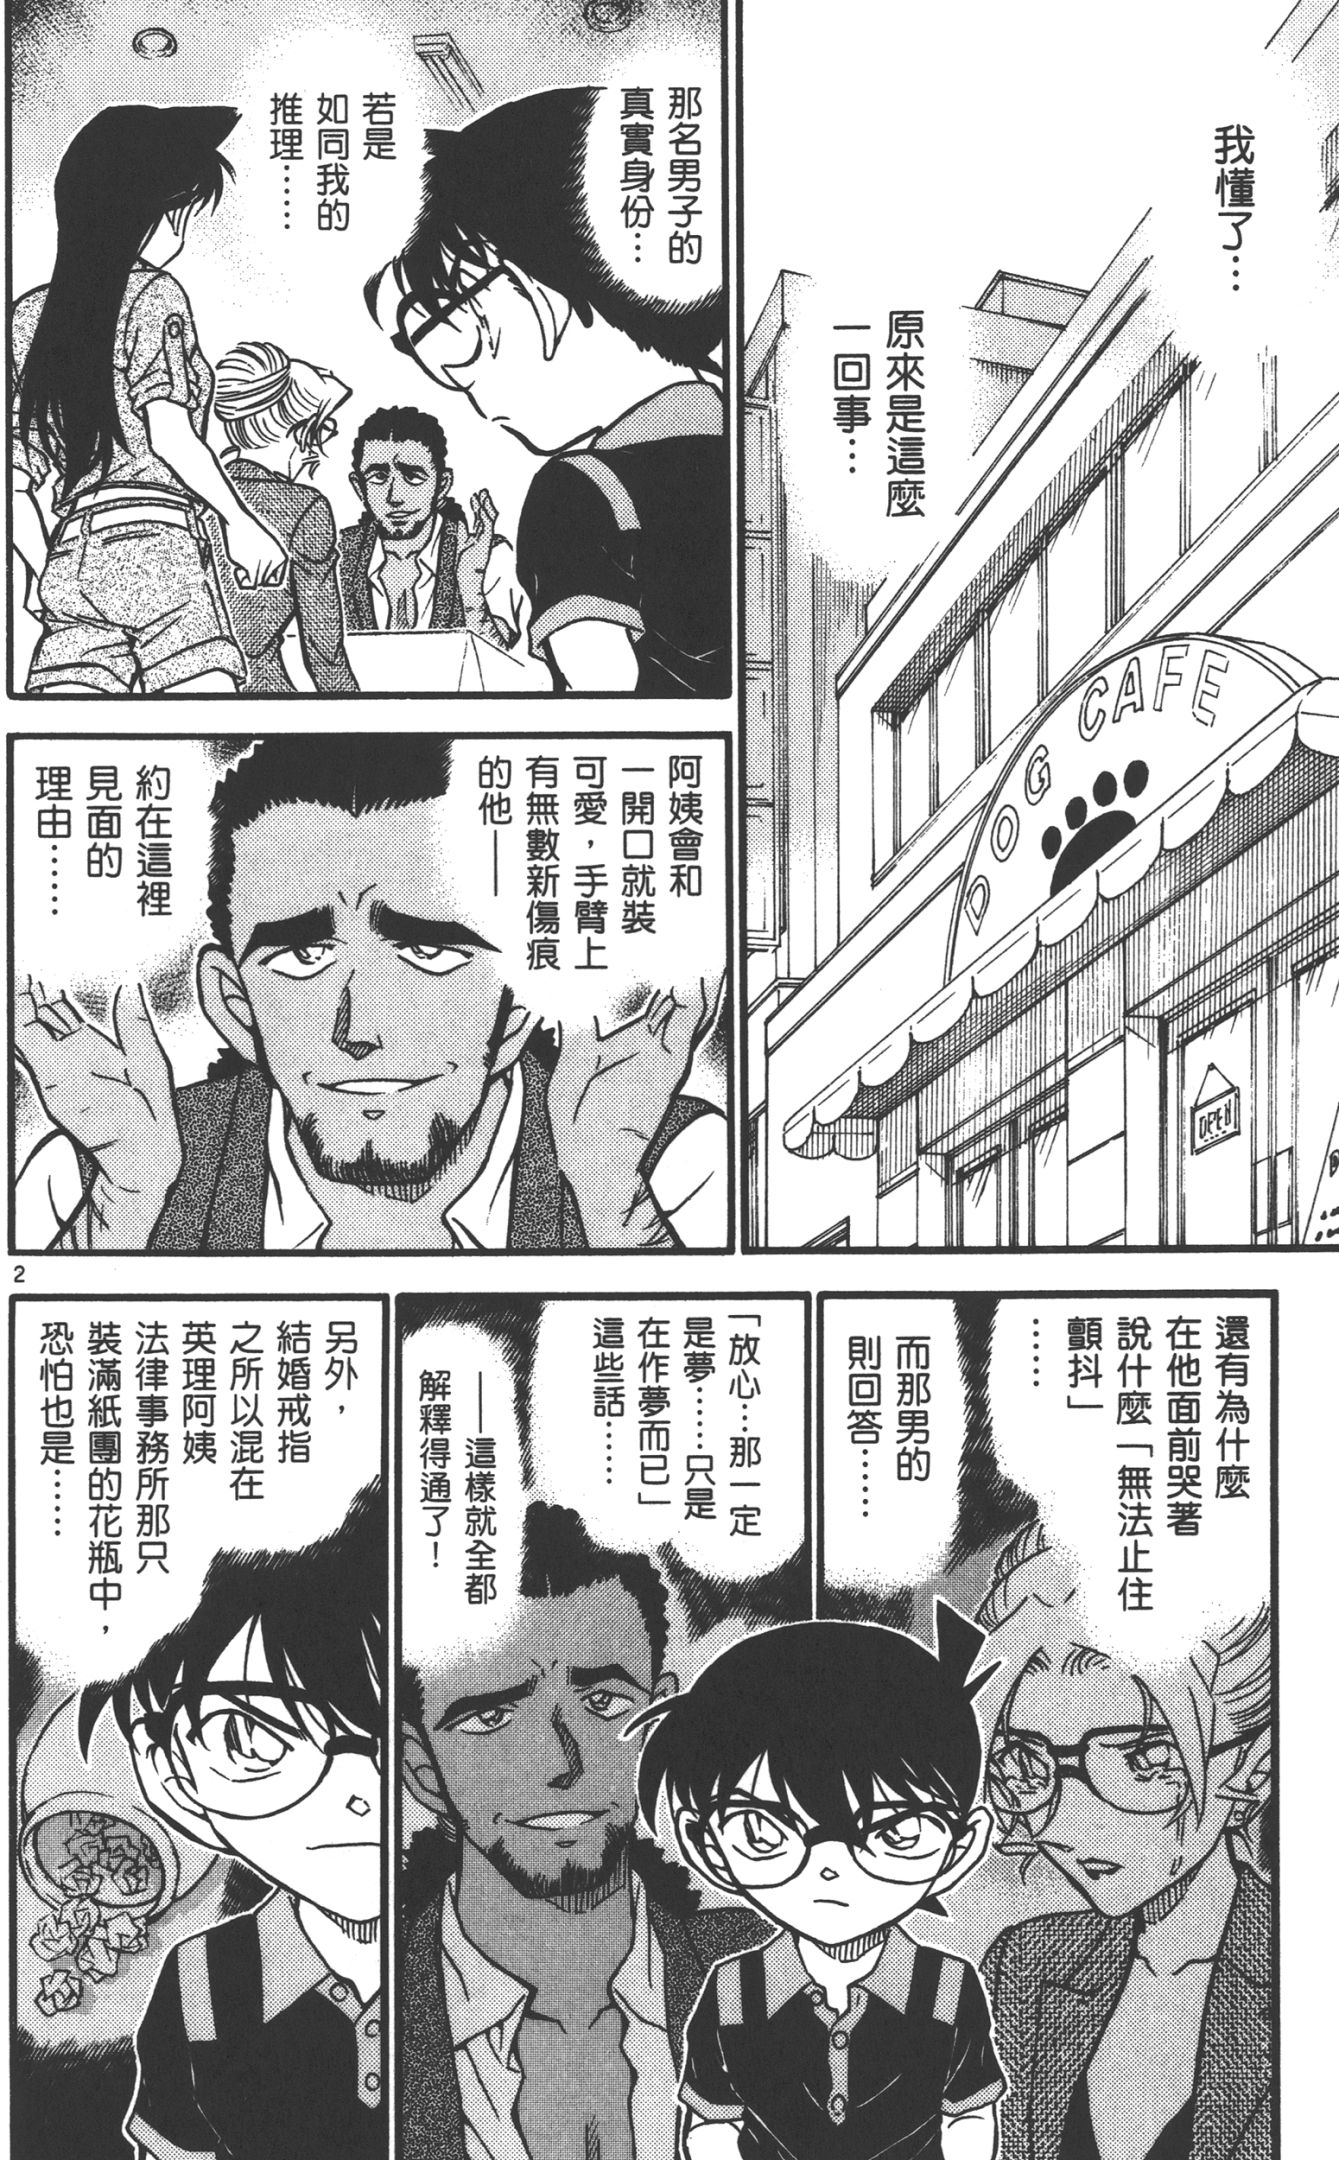 我懂了…
原來是這麼
一回事…
DOG CAFE
OPEN
那名男子的
真實身份…
若是
如同我的
推理……
阿姨會和
一開口就裝
可愛，手臂上
有無數新傷痕
的他——
約在這裡
見面的
理由……
2
還有為什麼
在他面前哭著
說什麼「無法止住
顫抖」
……
而那男的
則回答……
「放心…那一定
是夢……只是
在作夢而已」
這些話……
——這樣就全都
解釋得通了！
另外，
結婚戒指
之所以混在
英理阿姨
法律事務所那只
裝滿紙團的花瓶中，
恐怕也是……